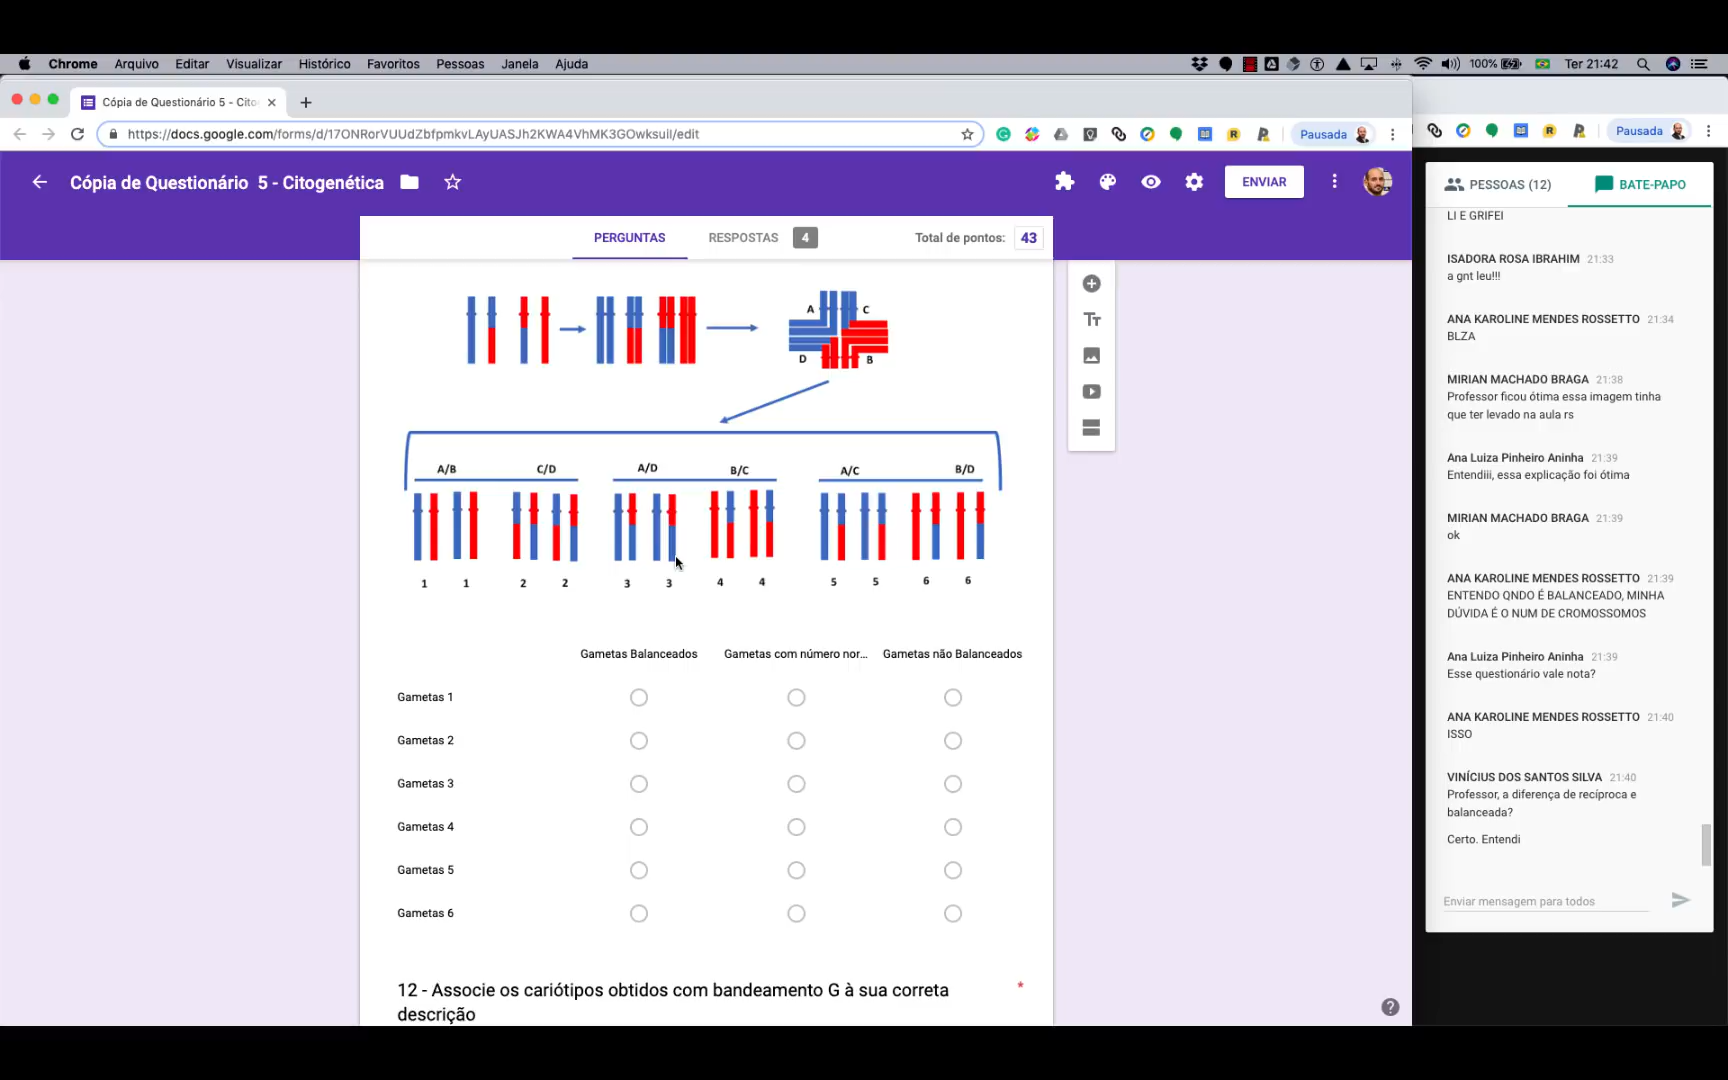 Chrome Arquivo Editar Visualizar Histórico Favoritos Pessoas Janela Ajuda
100% Ter 21:42
Cópia de Questionário 5 - Cito
https://docs.google.com/forms/d/17ONRorVUUdZbfpmkvLAyUASJh2KWA4VhMK3GOwksuiI/edit
Pausada
Pausada
Cópia de Questionário 5 - Citogenética
ENVIAR
PERGUNTAS RESPOSTAS 4 Total de pontos: 43
A C
D B
A/B C/D A/D B/C A/C B/D
1 1 2 2 3 3 4 4 5 5 6 6
Gametas Balanceados Gametas com número nor... Gametas não Balanceados
Gametas 1
Gametas 2
Gametas 3
Gametas 4
Gametas 5
Gametas 6
12 - Associe os cariótipos obtidos com bandeamento G à sua correta *
descrição
PESSOAS (12) BATE-PAPO
LI E GRIFEI
ISADORA ROSA IBRAHIM 21:33
a gnt leu!!!
ANA KAROLINE MENDES ROSSETTO 21:34
BLZA
MIRIAN MACHADO BRAGA 21:38
Professor ficou ótima essa imagem tinha
que ter levado na aula rs
Ana Luiza Pinheiro Aninha 21:39
Entendiii, essa explicação foi ótima
MIRIAN MACHADO BRAGA 21:39
ok
ANA KAROLINE MENDES ROSSETTO 21:39
ENTENDO QNDO É BALANCEADO, MINHA
DÚVIDA É O NUM DE CROMOSSOMOS
Ana Luiza Pinheiro Aninha 21:39
Esse questionário vale nota?
ANA KAROLINE MENDES ROSSETTO 21:40
ISSO
VINÍCIUS DOS SANTOS SILVA 21:40
Professor, a diferença de recíproca e
balanceada?
Certo. Entendi
Enviar mensagem para todos